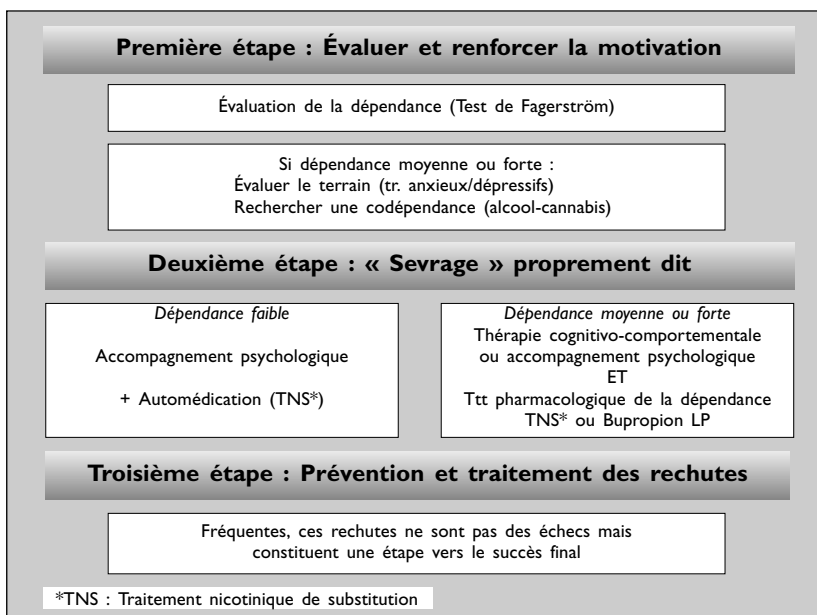 Première étape : Évaluer et renforcer la motivation
Évaluation de la dépendance (Test de Fagerström)
Si dépendance moyenne ou forte :
Évaluer le terrain (tr. anxieux/dépressifs)
Rechercher une codépendance (alcool-cannabis)
Deuxième étape : « Sevrage » proprement dit
Dépendance faible
Accompagnement psychologique
+ Automédication (TNS*)
Dépendance moyenne ou forte
Thérapie cognitivo-comportementale
ou accompagnement psychologique
ET
Ttt pharmacologique de la dépendance
TNS* ou Bupropion LP
Troisième étape : Prévention et traitement des rechutes
Fréquentes, ces rechutes ne sont pas des échecs mais
constituent une étape vers le succès final
*TNS : Traitement nicotinique de substitution